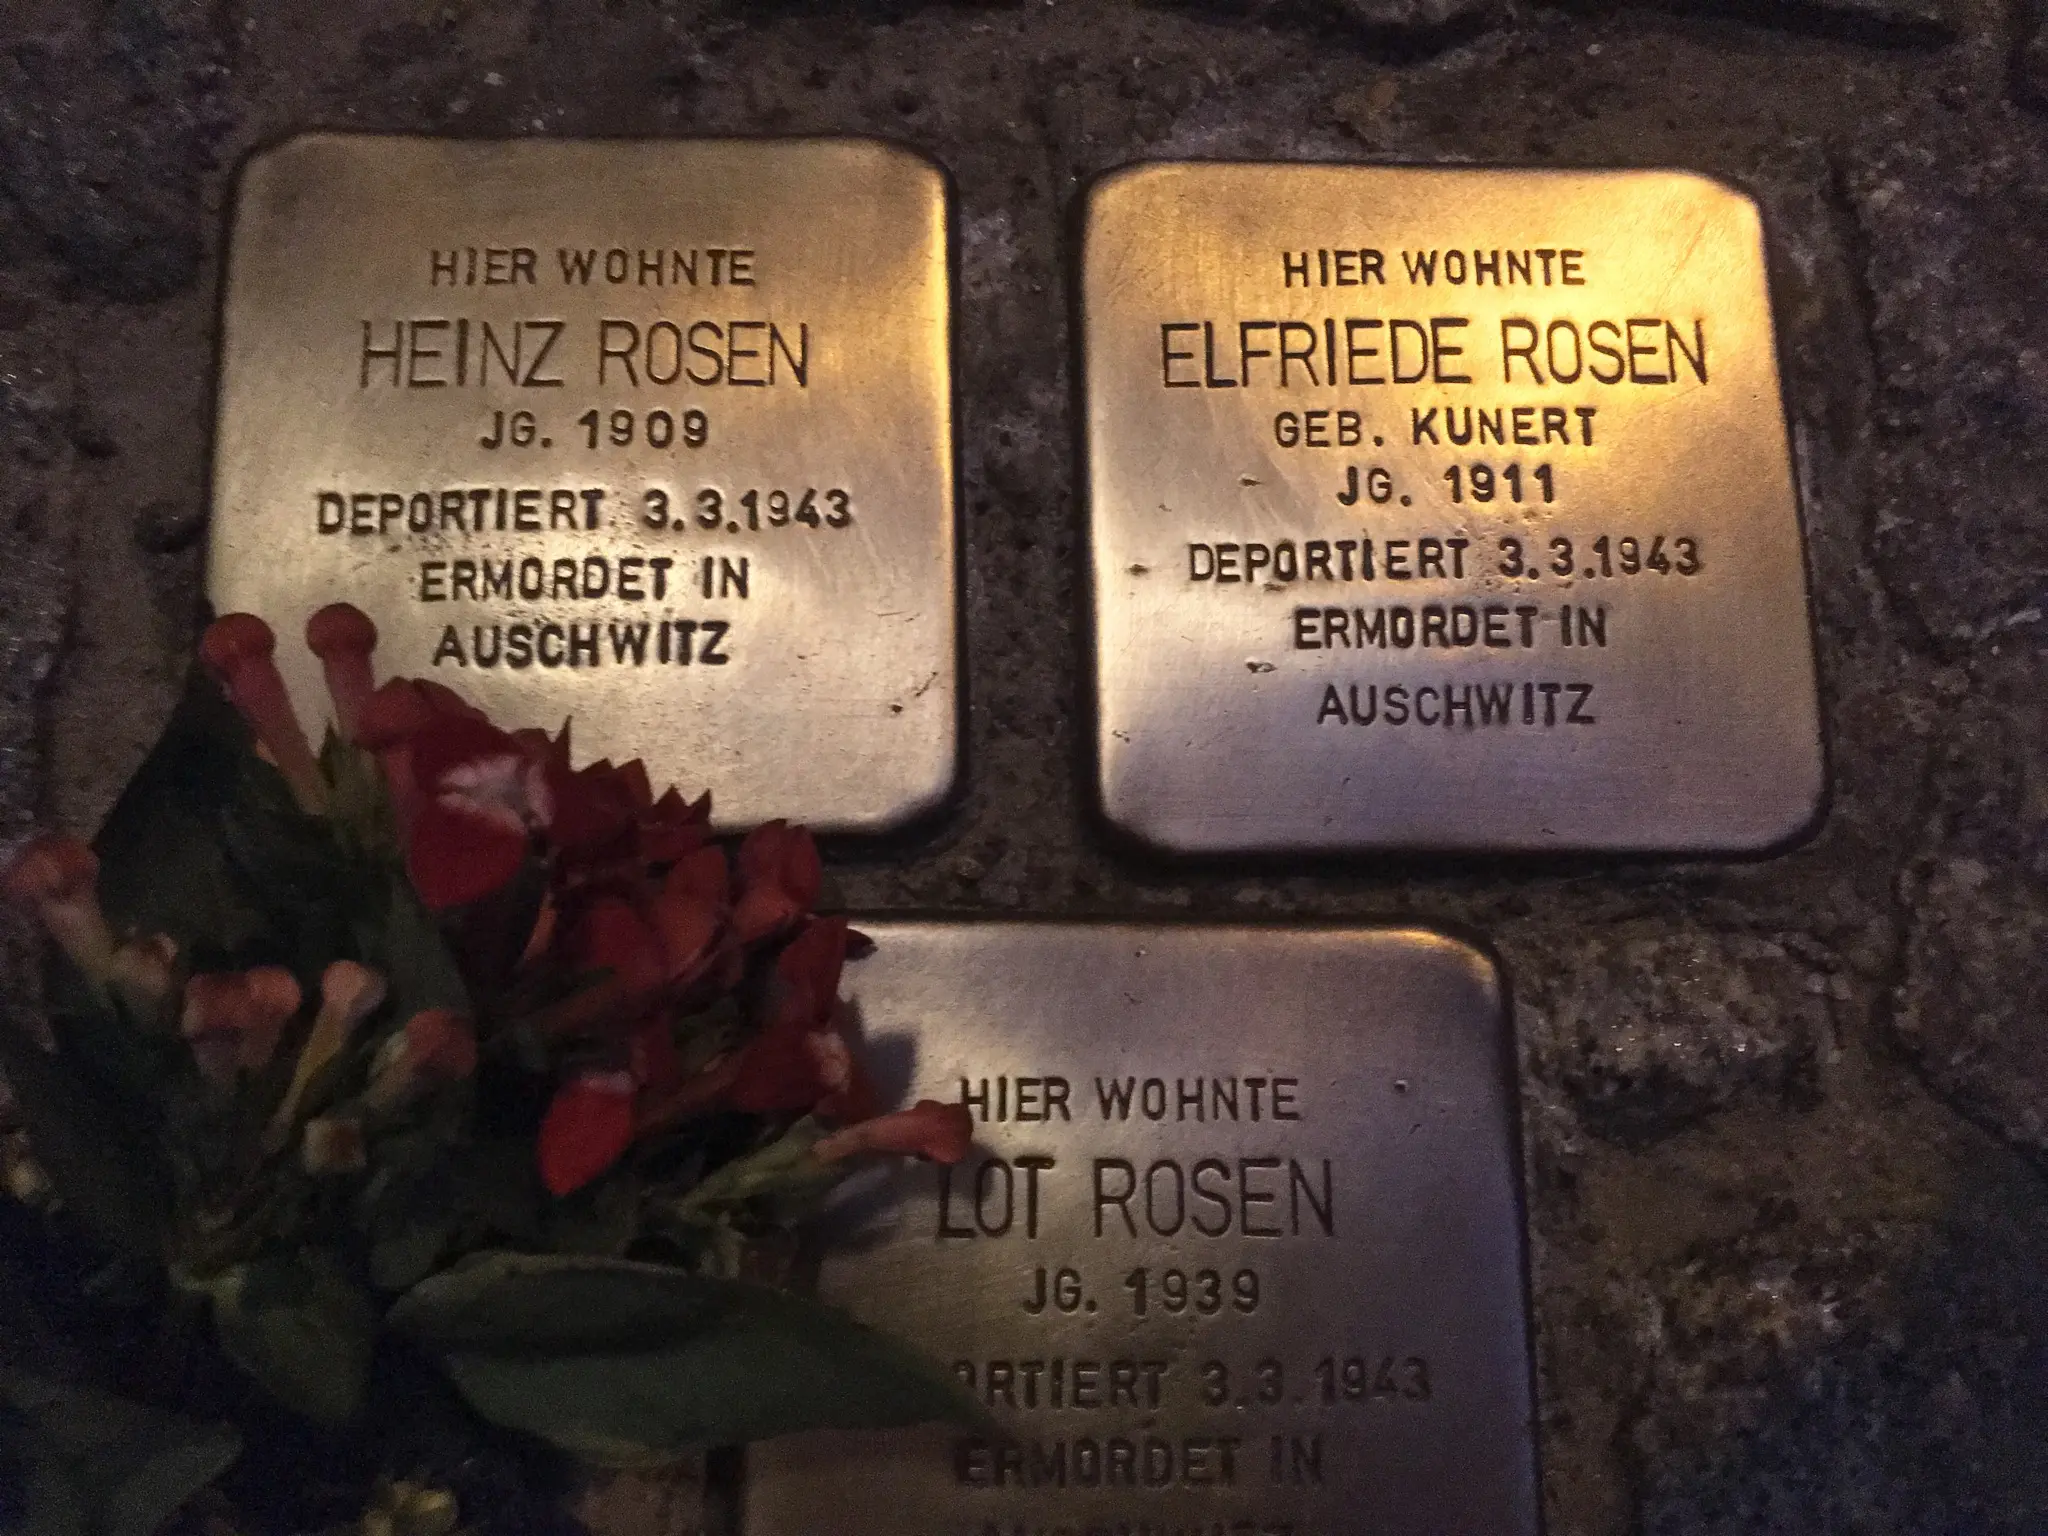 HIER WOHNTE
HEINZ ROSEN
JG. 1909
DEPORTIERT 3.3.1943
ERMORDET IN
AUSCHWITZ
HIER WOHNTE
ELFRIEDE ROSEN
GEB. KUNERT
JG. 1911
DEPORTIERT 3.3.1943
ERMORDET IN
AUSCHWITZ
HIER WOHNTE
LOT ROSEN
JG. 1939
ORTIERT 3.3.1943
ERMORDET IN